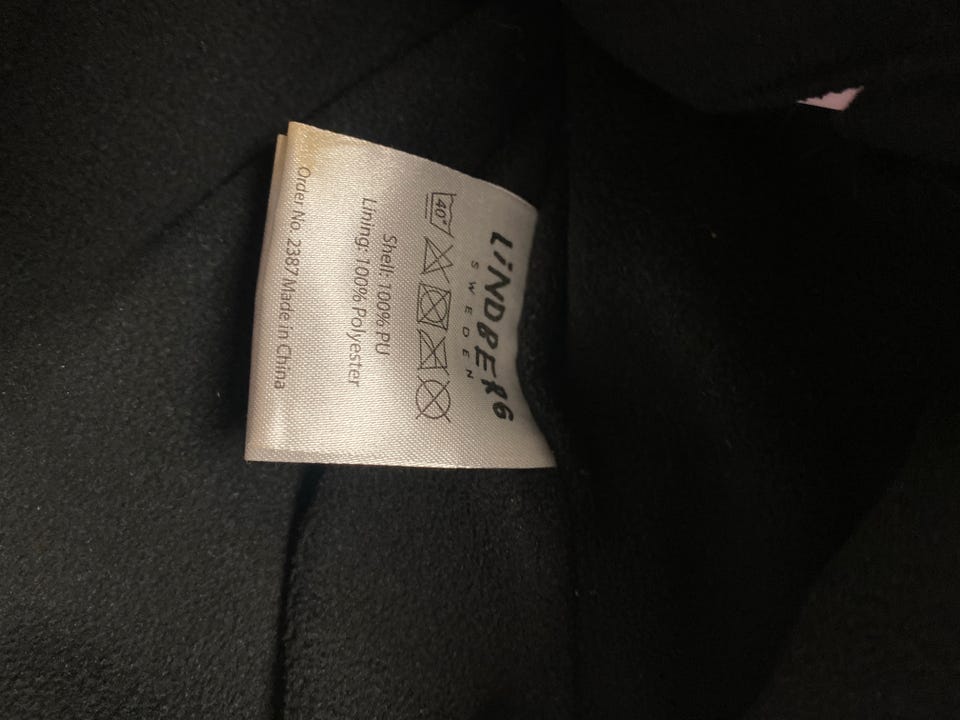 LiNDBERG
SWEDEN
40°
Shell: 100% PU
Lining: 100% Polyester
Order No. 2387 Made in China